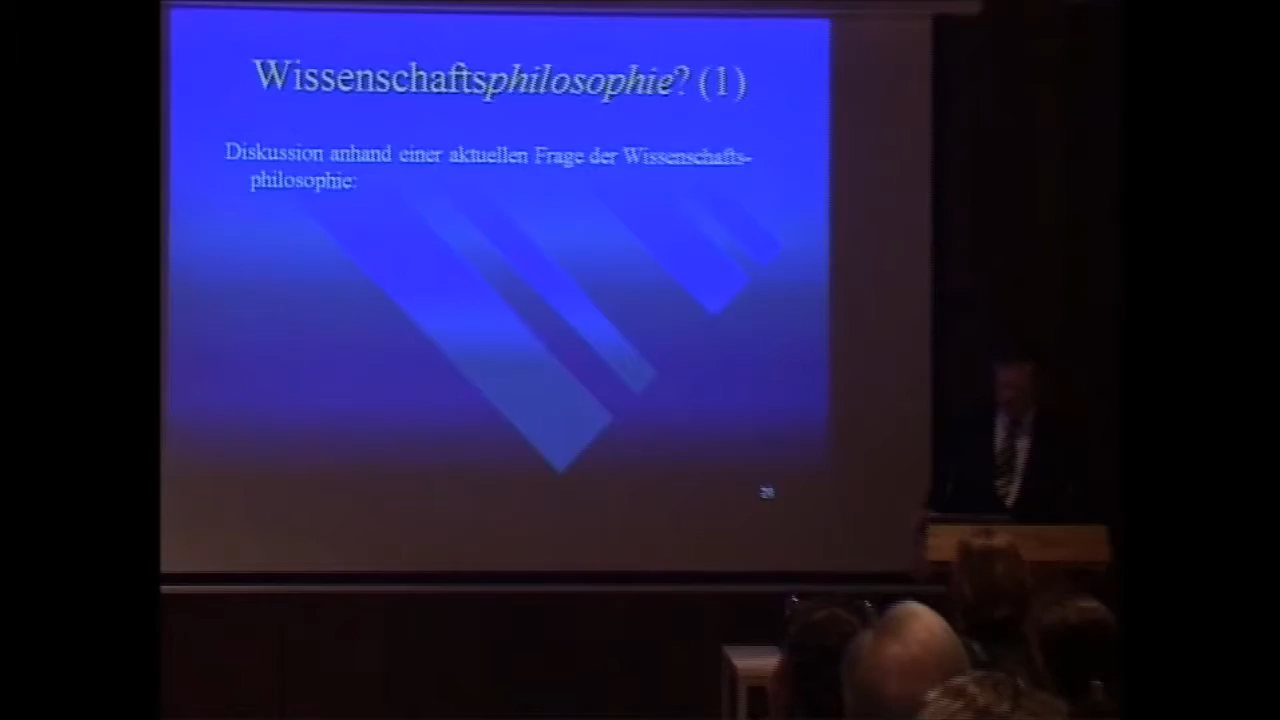 Wissenschaftsphilosophie? (1)
Diskussion anhand einer aktuellen Frage der Wissenschafts-
philosophie: